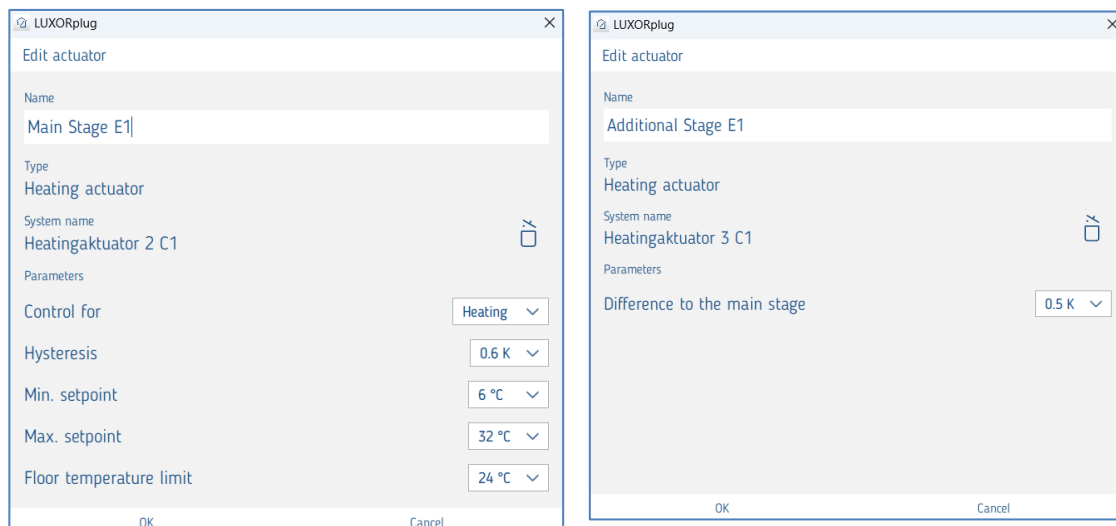 LUXORplug
Edit actuator
Name
Main Stage E1
Type
Heating actuator
System name
Heatingaktuator 2 C1
Parameters
Control for Heating
Hysteresis 0.6 K
Min. setpoint 6 °C
Max. setpoint 32 °C
Floor temperature limit 24 °C
OK Cancel
LUXORplug
Edit actuator
Name
Additional Stage E1
Type
Heating actuator
System name
Heatingaktuator 3 C1
Parameters
Difference to the main stage 0.5 K
OK Cancel